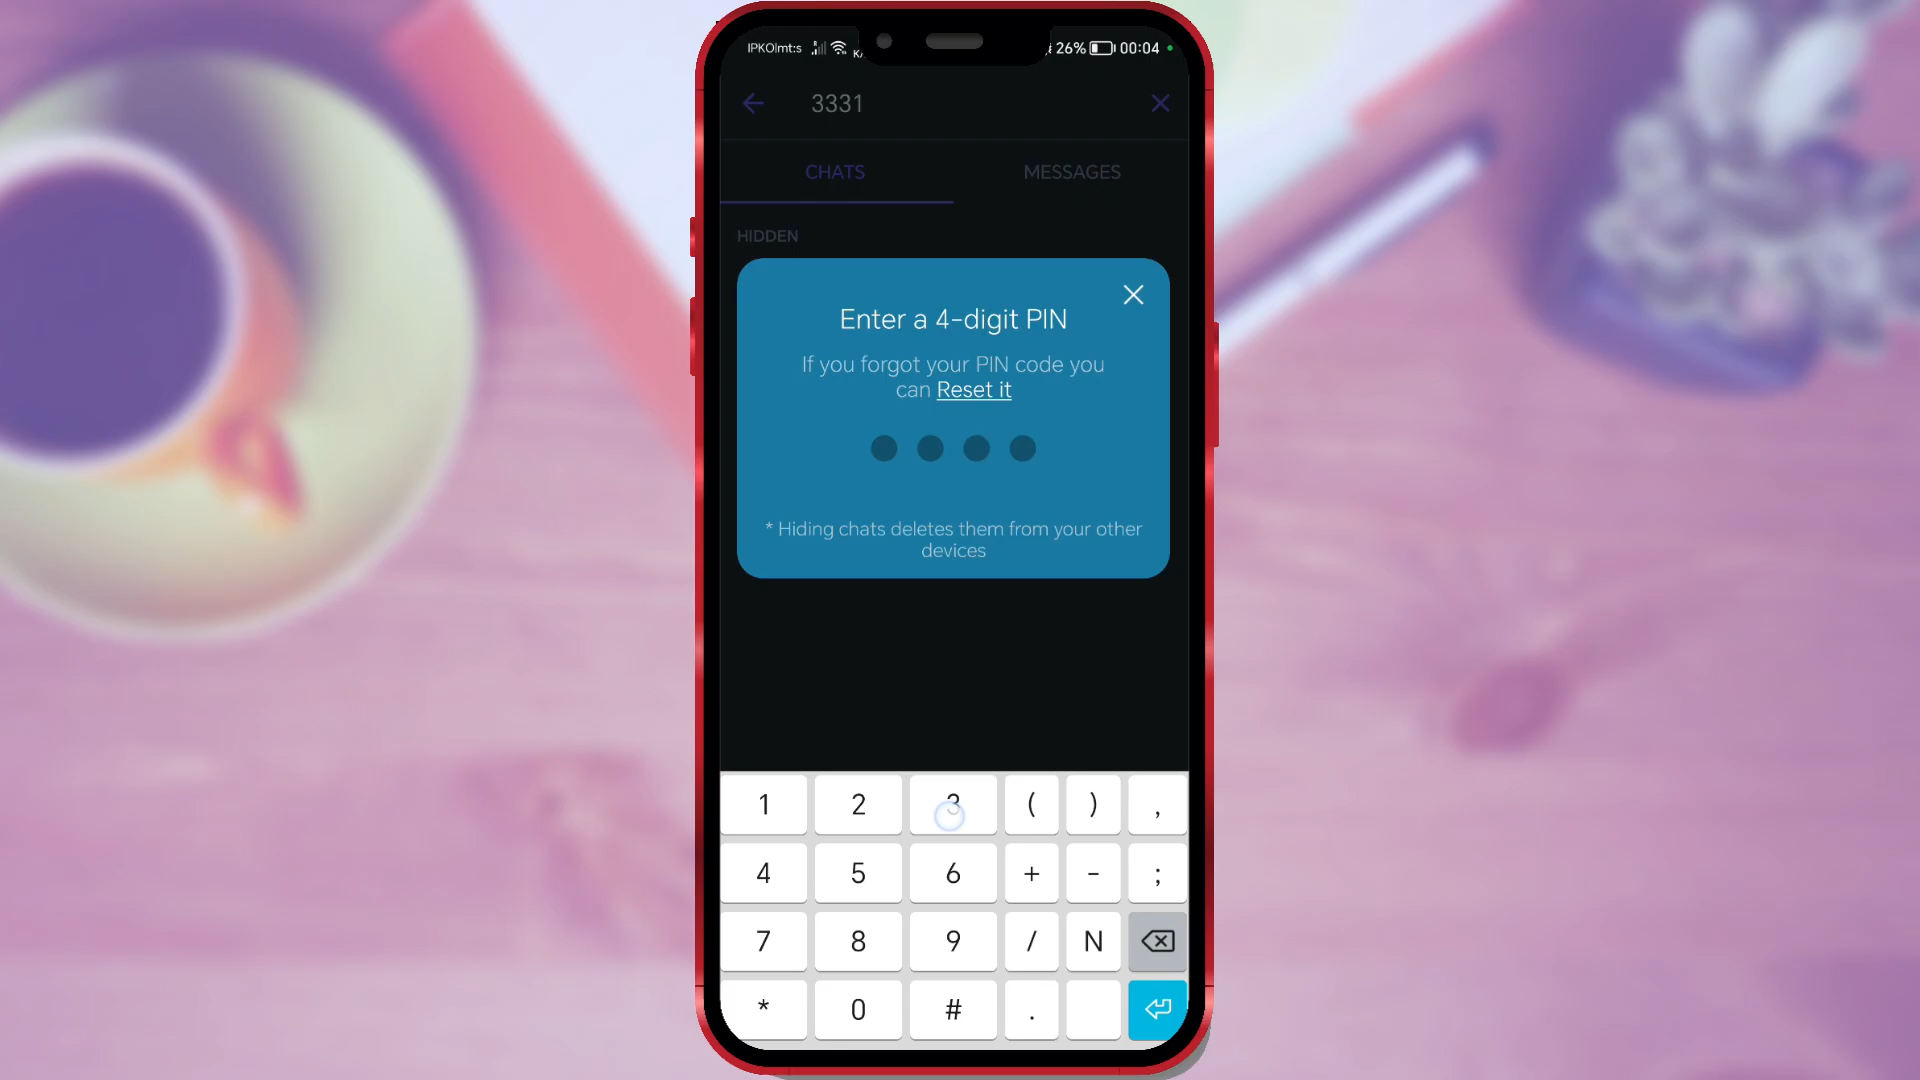 IPKO|mt:s 26% 00:04
3331
CHATS MESSAGES
HIDDEN
Enter a 4-digit PIN
If you forgot your PIN code you
can Reset it
* Hiding chats deletes them from your other
devices
1 2 3 ( ) ,
4 5 6 + - ;
7 8 9 / N
* 0 # .